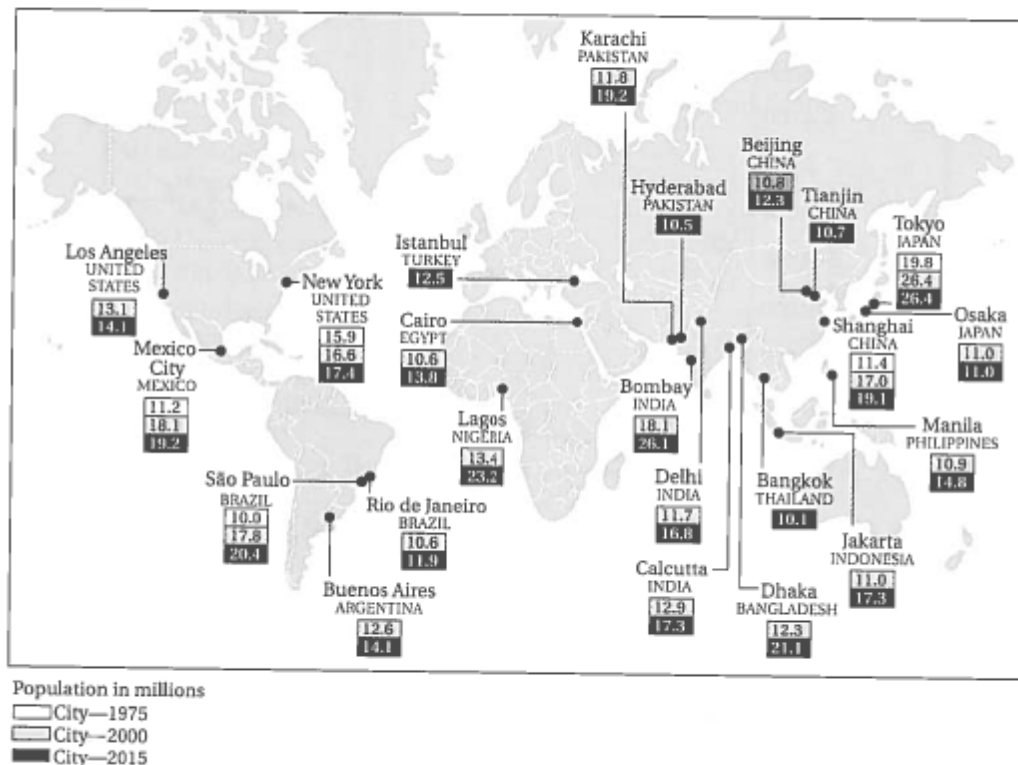 Karachi
PAKISTAN
11.8
19.2
Beijing
CHINA
10.8
12.3
Hyderabad
PAKISTAN
10.5
Tianjin
CHINA
10.7
Tokyo
JAPAN
19.8
26.4
26.4
Los Angeles
UNITED
STATES
13.1
14.1
Istanbul
TURKEY
12.5
New York
UNITED
STATES
15.9
16.6
17.4
Cairo
EGYPT
10.6
13.8
Osaka
JAPAN
11.0
11.0
Shanghai
CHINA
11.4
17.0
19.1
Mexico
City
MEXICO
11.2
18.1
19.2
Bombay
INDIA
18.1
26.1
Lagos
NIGERIA
13.4
23.2
Manila
PHILIPPINES
10.9
14.8
São Paulo
BRAZIL
10.0
17.8
20.4
Rio de Janeiro
BRAZIL
10.6
11.9
Delhi
INDIA
11.7
16.8
Bangkok
THAILAND
10.1
Jakarta
INDONESIA
11.0
17.3
Buenos Aires
ARGENTINA
12.6
14.1
Calcutta
INDIA
12.9
17.3
Dhaka
BANGLADESH
12.3
21.1
Population in millions
City—1975
City—2000
City—2015